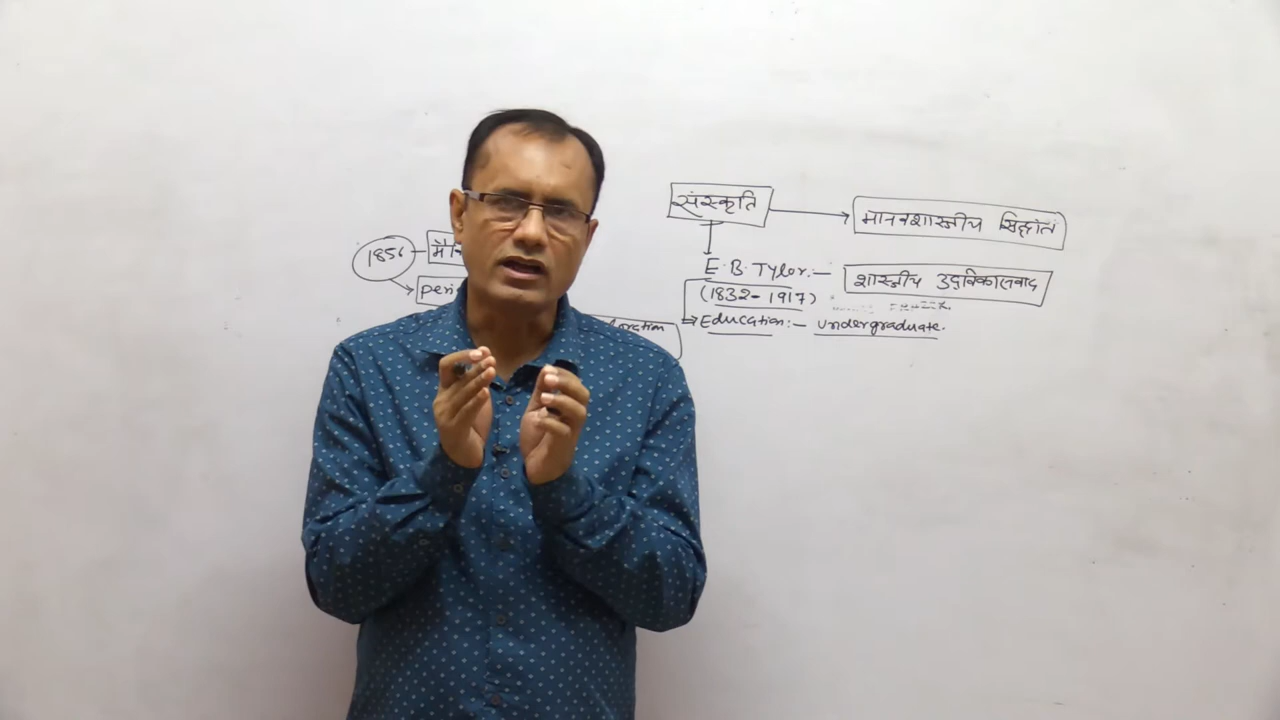 संस्कृति
मानवशास्त्रीय सिद्धांत
1856
E. B. Tylor:-
शास्त्रीय उद्विकासवाद
(1832-1917)
Education:- Undergraduate.